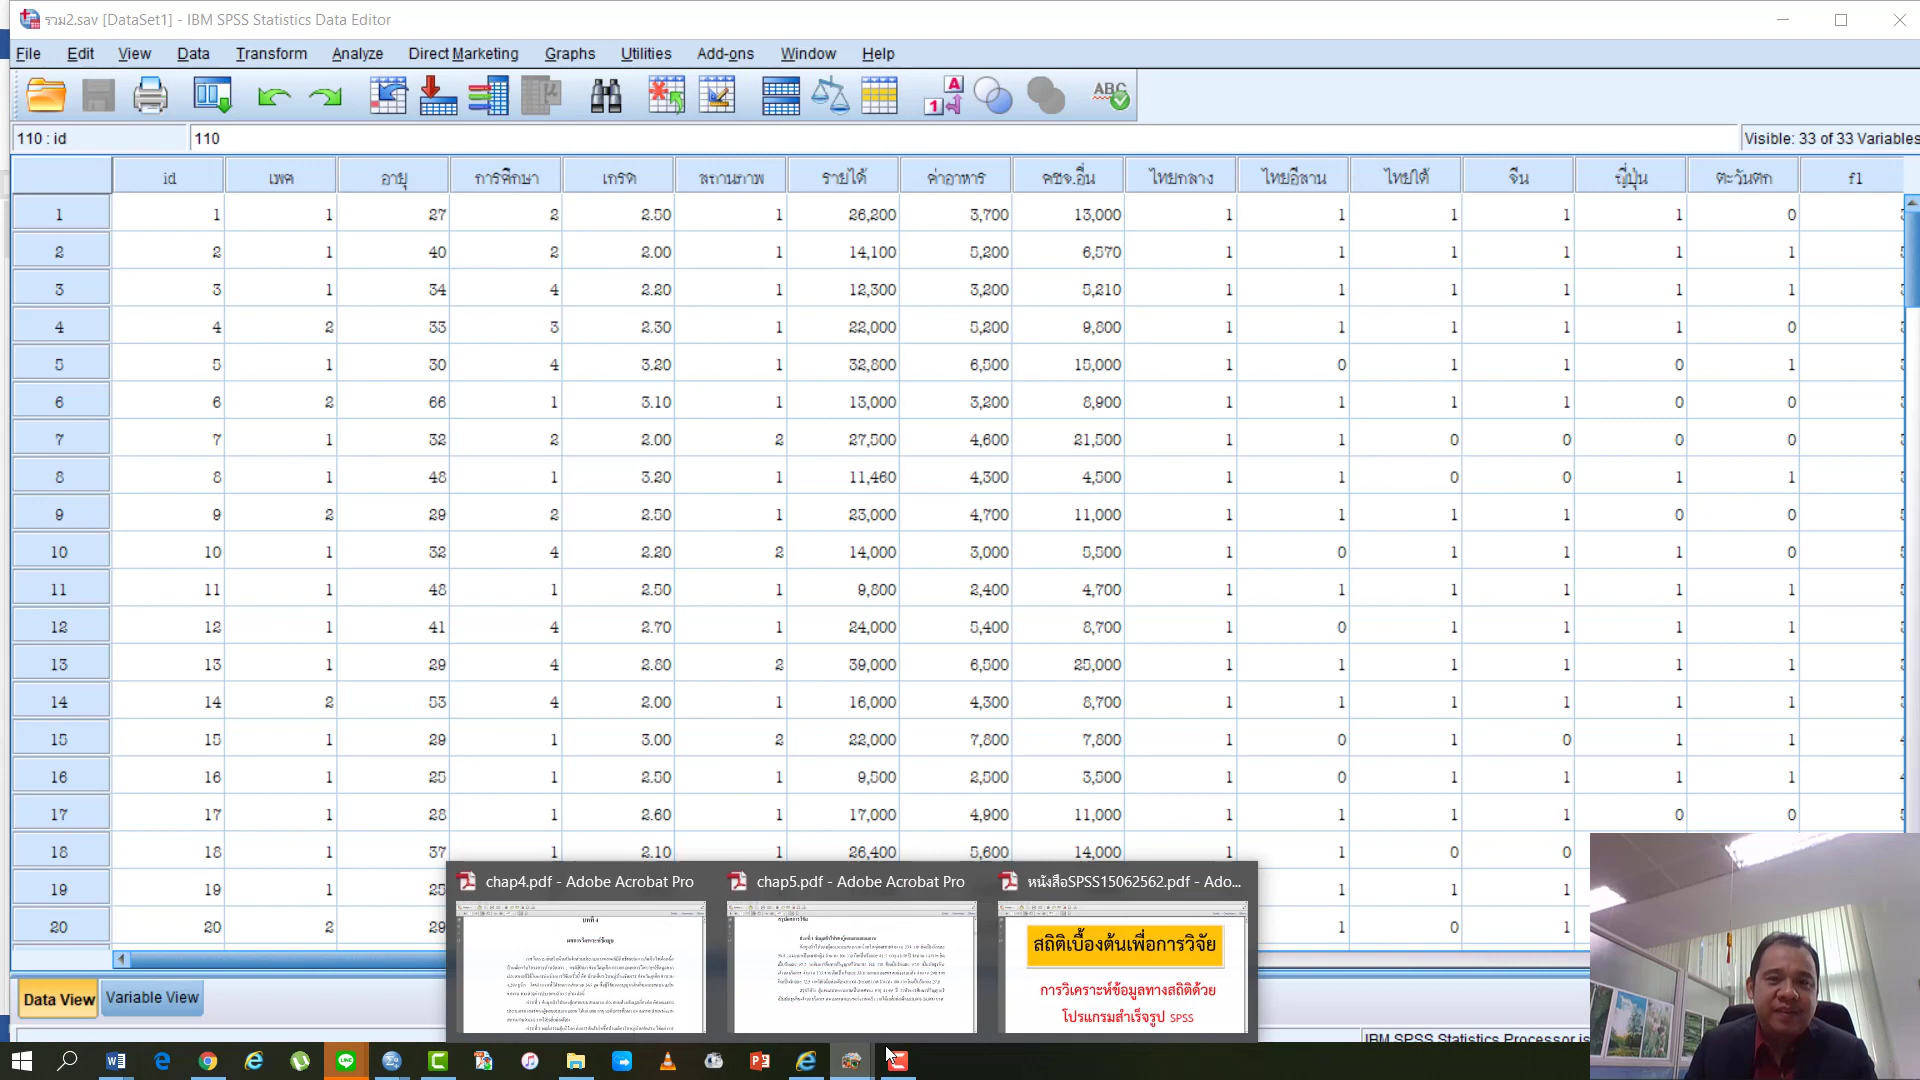 รวม2.sav [DataSet1] - IBM SPSS Statistics Data Editor
File Edit View Data Transform Analyze Direct Marketing Graphs Utilities Add-ons Window Help
110 : id 110 Visible: 33 of 33 Variables
id เพศ อายุ การศึกษา เกรด สถานภาพ รายได้ ค่าอาหาร คชจ.อื่น ไทยกลาง ไทยอีสาน ไทยใต้ จีน ญี่ปุ่น ตะวันตก f1
1 1 1 27 2 2.50 1 26,200 3,700 13,000 1 1 1 1 1 0
2 2 1 40 2 2.00 1 14,100 5,200 6,570 1 1 1 1 1 1
3 3 1 34 4 2.20 1 12,300 3,200 5,210 1 1 1 1 1 1
4 4 2 33 3 2.30 1 22,000 5,200 9,800 1 1 1 1 1 0
5 5 1 30 4 3.20 1 32,800 6,500 15,000 1 0 1 1 0 1
6 6 2 66 1 3.10 1 13,000 3,200 8,900 1 1 1 1 0 0
7 7 1 32 2 2.00 2 27,500 4,600 21,500 1 1 0 0 0 0
8 8 1 48 1 3.20 1 11,460 4,300 4,500 1 1 0 0 1 1
9 9 2 29 2 2.50 1 23,000 4,700 11,000 1 1 1 1 0 0
10 10 1 32 4 2.20 2 14,000 3,000 5,500 1 0 1 1 1 0
11 11 1 48 1 2.50 1 9,800 2,400 4,700 1 1 1 1 1 1
12 12 1 41 4 2.70 1 24,000 5,400 8,700 1 0 1 1 1 1
13 13 1 29 4 2.80 2 39,000 6,500 25,000 1 1 1 1 1 1
14 14 2 53 4 2.00 1 16,000 4,300 8,700 1 1 1 1 1 1
15 15 1 29 1 3.00 2 22,000 7,800 7,800 1 0 1 0 1 1
16 16 1 25 1 2.50 1 9,500 2,500 3,500 1 0 1 1 1 1
17 17 1 28 1 2.60 1 17,000 4,900 11,000 1 1 1 1 0 0
18 18 1 37 1 2.10 1 26,400 5,600 14,000 1 1 0 0
19 19 1 25 1 1 1
20 20 2 29 1 0 1
chap4.pdf - Adobe Acrobat Pro chap5.pdf - Adobe Acrobat Pro หนังสือSPSS15062562.pdf - Ado...
บทที่ 4
ผลการวิเคราะห์ข้อมูล
สถิติเบื้องต้นเพื่อการวิจัย
การวิเคราะห์ข้อมูลทางสถิติด้วย
โปรแกรมสำเร็จรูป SPSS
Data View Variable View
IBM SPSS Statistics Processor is